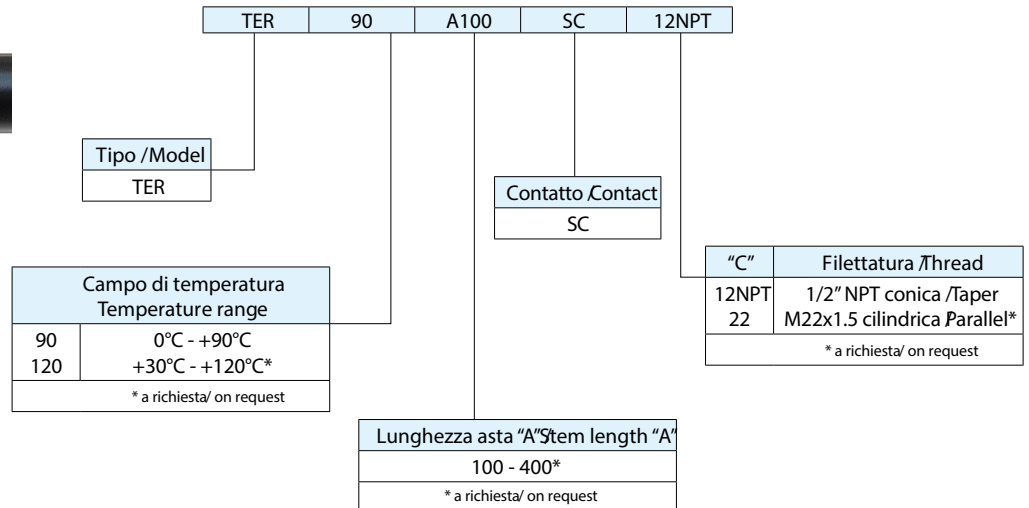 TER 90 A100 SC 12NPT
Tipo /Model
TER
Contatto /Contact
SC
"C" Filettatura /Thread
12NPT 1/2" NPT conica /Taper
22 M22x1.5 cilindrica /Parallel*
* a richiesta/ on request
Campo di temperatura
Temperature range
90 0°C - +90°C
120 +30°C - +120°C*
* a richiesta/ on request
Lunghezza asta "A"/Stem length "A"
100 - 400*
* a richiesta/ on request